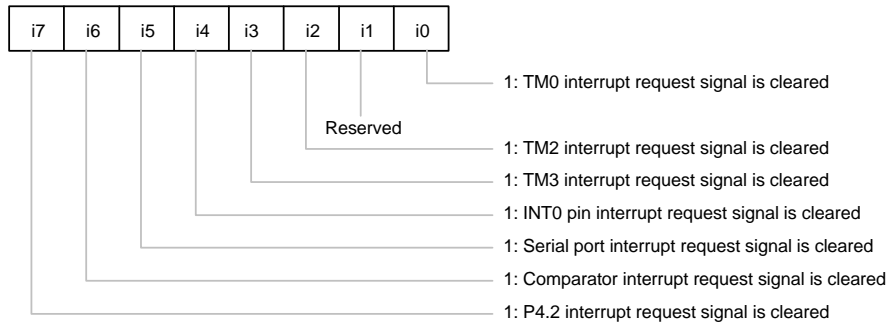 i7 i6 i5 i4 i3 i2 i1 i0
1: TM0 interrupt request signal is cleared
Reserved
1: TM2 interrupt request signal is cleared
1: TM3 interrupt request signal is cleared
1: INT0 pin interrupt request signal is cleared
1: Serial port interrupt request signal is cleared
1: Comparator interrupt request signal is cleared
1: P4.2 interrupt request signal is cleared